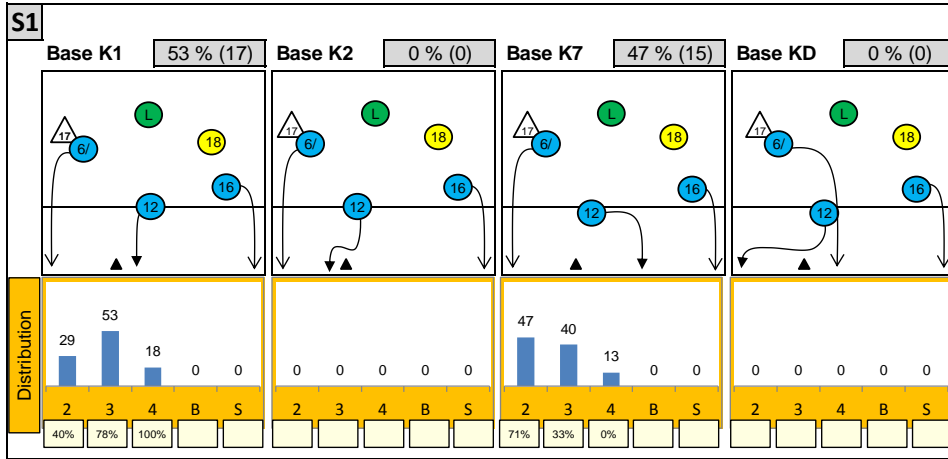 S1
Base K1 53 % (17) Base K2 0 % (0) Base K7 47 % (15) Base KD 0 % (0)
L L L L
17 17 17 17
6/ 18 6/ 18 6/ 18 6/ 18
16 16 16 16
12 12 12 12
Distribution
29 53 18 0 0 0 0 0 0 0 47 40 13 0 0 0 0 0 0 0
2 3 4 B S 2 3 4 B S 2 3 4 B S 2 3 4 B S
40% 78% 100% 71% 33% 0%